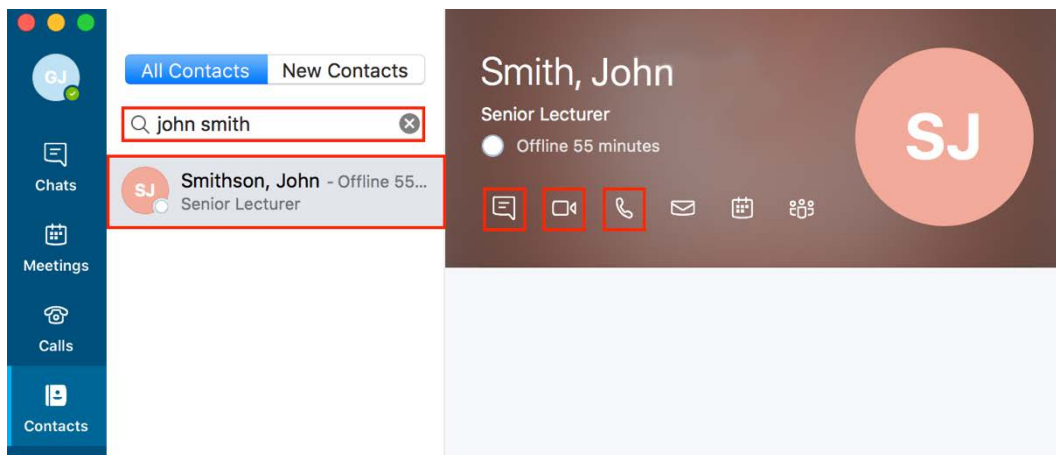 GJ
Chats
Meetings
Calls
Contacts
All Contacts New Contacts
john smith
SJ
Smithson, John - Offline 55...
Senior Lecturer
Smith, John
Senior Lecturer
Offline 55 minutes
SJ